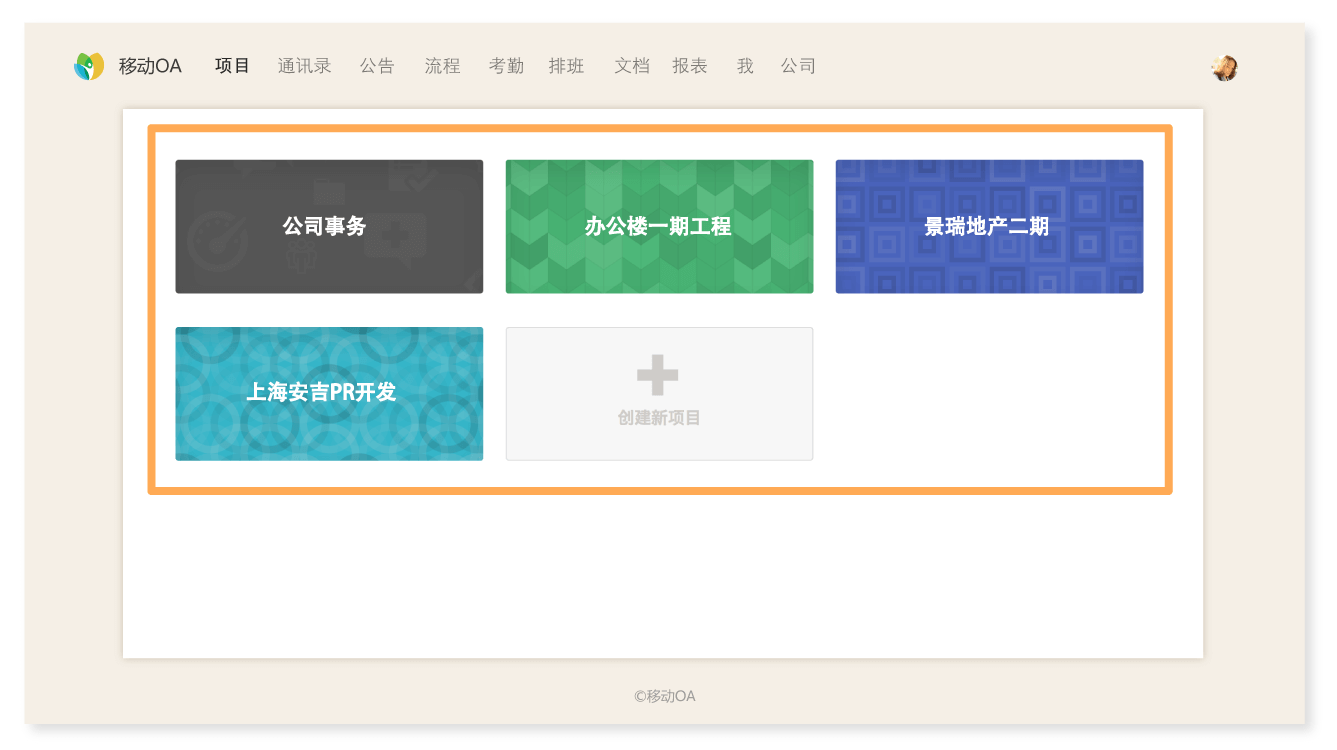 移动OA 项目 通讯录 公告 流程 考勤 排班 文档 报表 我 公司
公司事务 办公楼一期工程 景瑞地产二期
上海安吉PR开发
创建新项目
©移动OA